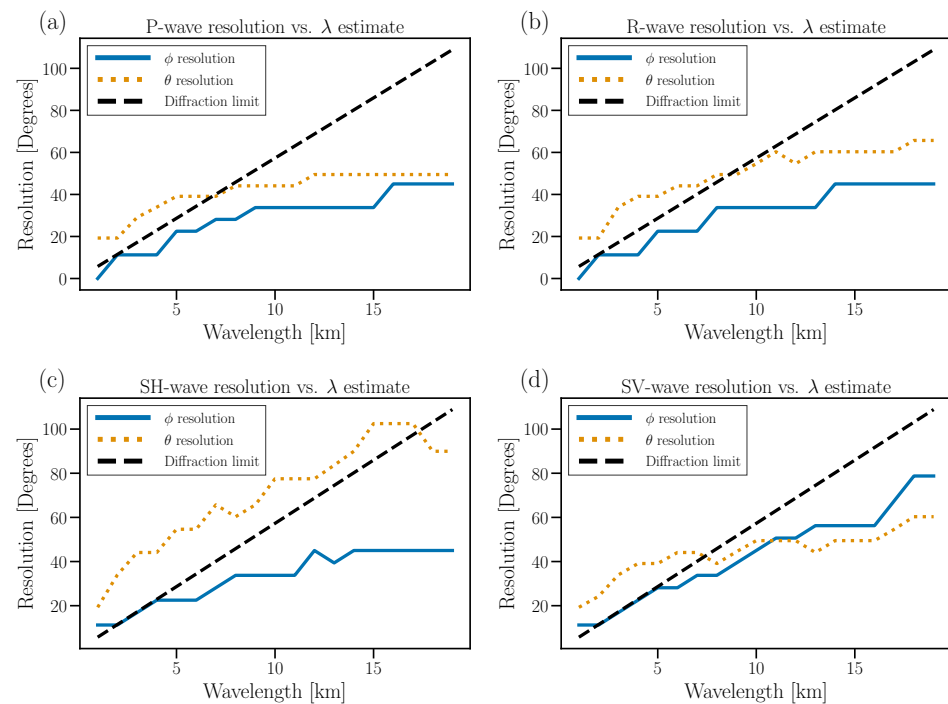 (a)
P-wave resolution vs. λ estimate
ϕ resolution
θ resolution
Diffraction limit
Resolution [Degrees]
100
80
60
40
20
0
5
10
15
Wavelength [km]
(b)
R-wave resolution vs. λ estimate
ϕ resolution
θ resolution
Diffraction limit
Resolution [Degrees]
100
80
60
40
20
0
5
10
15
Wavelength [km]
(c)
SH-wave resolution vs. λ estimate
ϕ resolution
θ resolution
Diffraction limit
Resolution [Degrees]
100
80
60
40
20
5
10
15
Wavelength [km]
(d)
SV-wave resolution vs. λ estimate
ϕ resolution
θ resolution
Diffraction limit
Resolution [Degrees]
100
80
60
40
20
5
10
15
Wavelength [km]